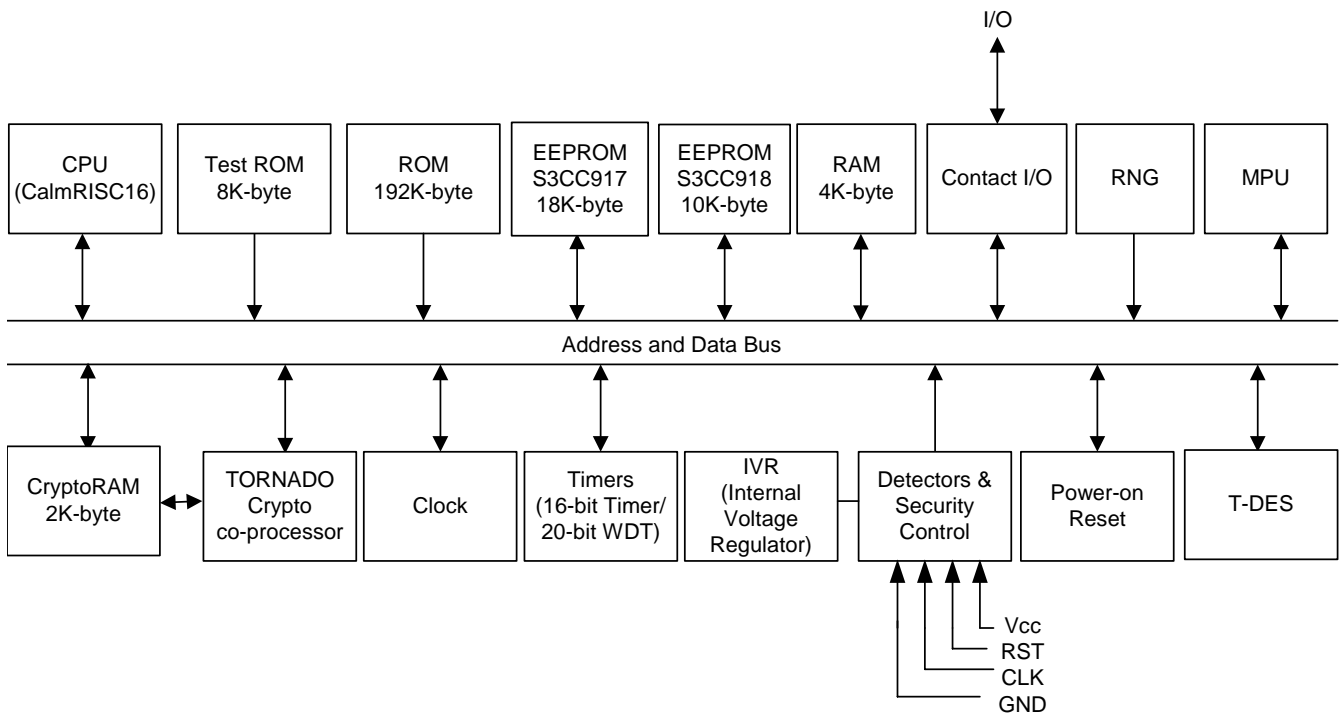 I/O
CPU
(CalmRISC16)
Test ROM
8K-byte
ROM
192K-byte
EEPROM
S3CC917
18K-byte
EEPROM
S3CC918
10K-byte
RAM
4K-byte
Contact I/O
RNG
MPU
Address and Data Bus
CryptoRAM
2K-byte
TORNADO
Crypto
co-processor
Clock
Timers
(16-bit Timer/
20-bit WDT)
IVR
(Internal
Voltage
Regulator)
Detectors &
Security
Control
Power-on
Reset
T-DES
Vcc
RST
CLK
GND